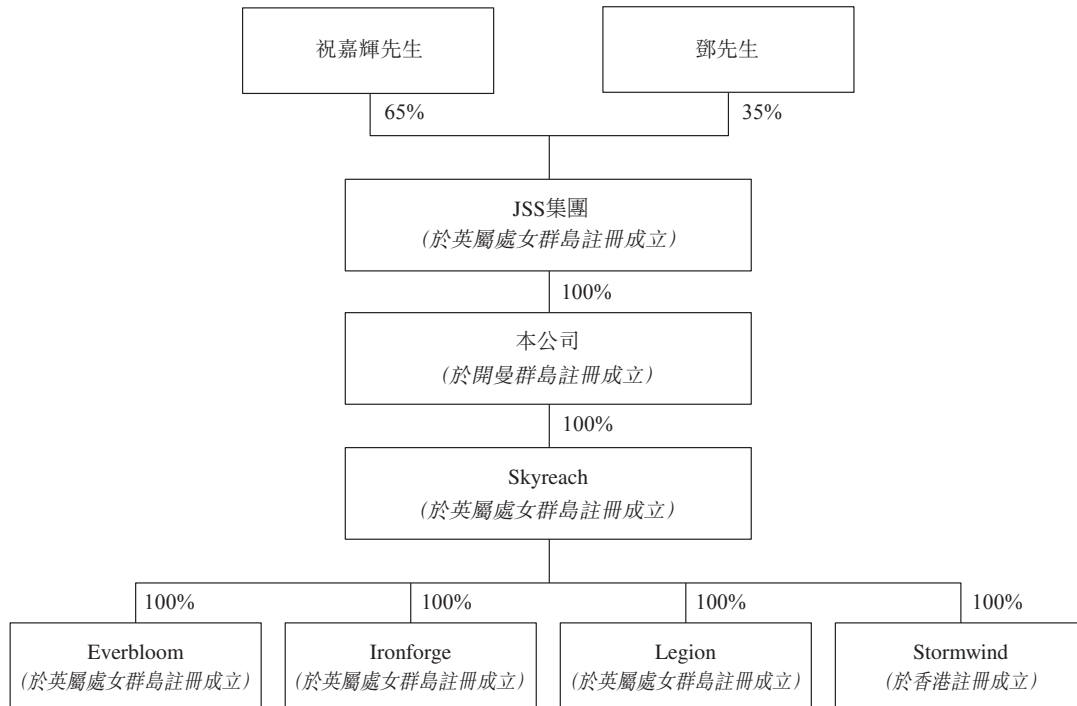 祝嘉輝先生
鄧先生
65%
35%
JSS集團
(於英屬處女群島註冊成立)
100%
本公司
(於開曼群島註冊成立)
100%
Skyreach
(於英屬處女群島註冊成立)
100%
100%
100%
100%
Everbloom
(於英屬處女群島註冊成立)
Ironforge
(於英屬處女群島註冊成立)
Legion
(於英屬處女群島註冊成立)
Stormwind
(於香港註冊成立)